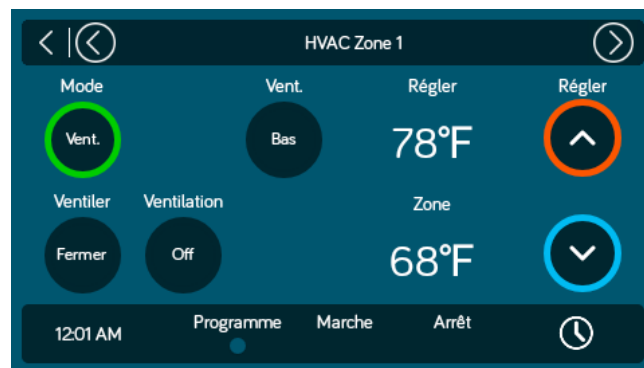 HVAC Zone 1
Mode Vent. Régler Régler
Vent. Bas 78°F
Ventiler Ventilation Zone
Fermer Off 68°F
12:01 AM Programme Marche Arrêt